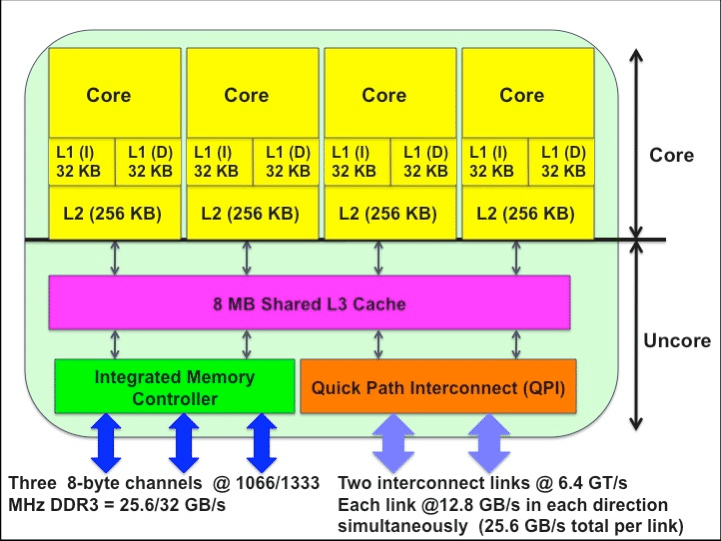 Core Core Core Core
L1 (I) L1 (D) L1 (I) L1 (D) L1 (I) L1 (D) L1 (I) L1 (D)
32 KB 32 KB 32 KB 32 KB 32 KB 32 KB 32 KB 32 KB
Core
L2 (256 KB) L2 (256 KB) L2 (256 KB) L2 (256 KB)
8 MB Shared L3 Cache
Uncore
Integrated Memory
Controller
Quick Path Interconnect (QPI)
Three 8-byte channels @ 1066/1333
MHz DDR3 = 25.6/32 GB/s
Two interconnect links @ 6.4 GT/s
Each link @12.8 GB/s in each direction
simultaneously (25.6 GB/s total per link)